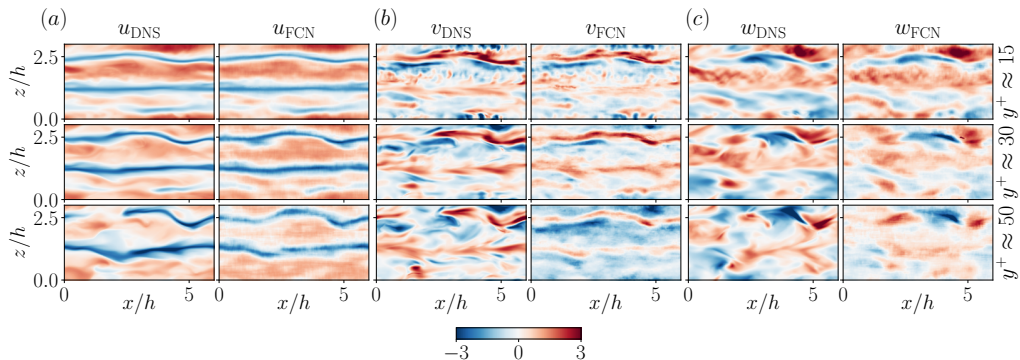 (a) (b) (c)
u_DNS u_FCN v_DNS v_FCN w_DNS w_FCN
2.5
z/h
0.0
y⁺ ≈ 15
2.5
z/h
0.0
y⁺ ≈ 30
2.5
z/h
0.0
y⁺ ≈ 50
0 5 0 5 0 5 0 5 0 5 0 5
x/h x/h x/h x/h x/h x/h
−3 0 3